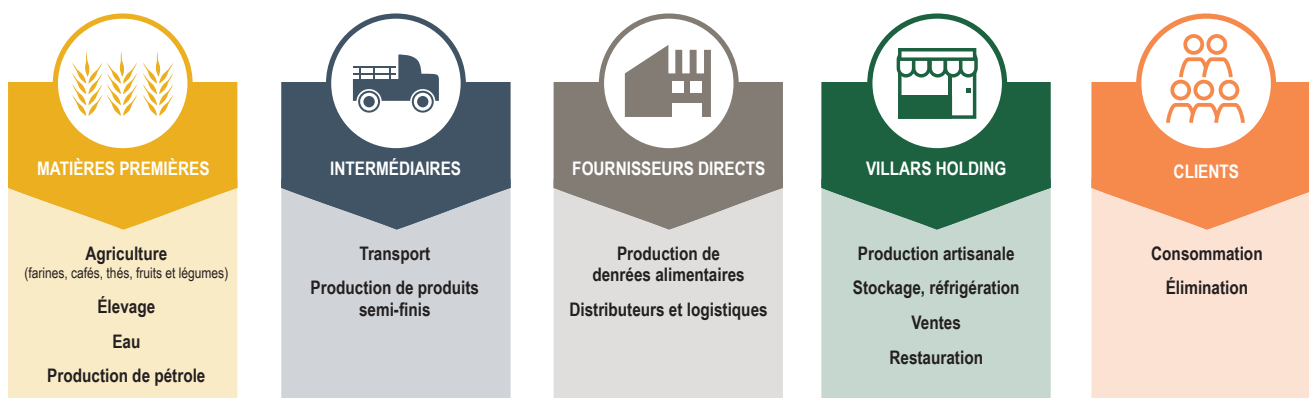 MATIÈRES PREMIÈRES
Agriculture
(farines, cafés, thés, fruits et légumes)
Élevage
Eau
Production de pétrole
INTERMÉDIAIRES
Transport
Production de produits
semi-finis
FOURNISSEURS DIRECTS
Production de
denrées alimentaires
Distributeurs et logistiques
VILLARS HOLDING
Production artisanale
Stockage, réfrigération
Ventes
Restauration
CLIENTS
Consommation
Élimination